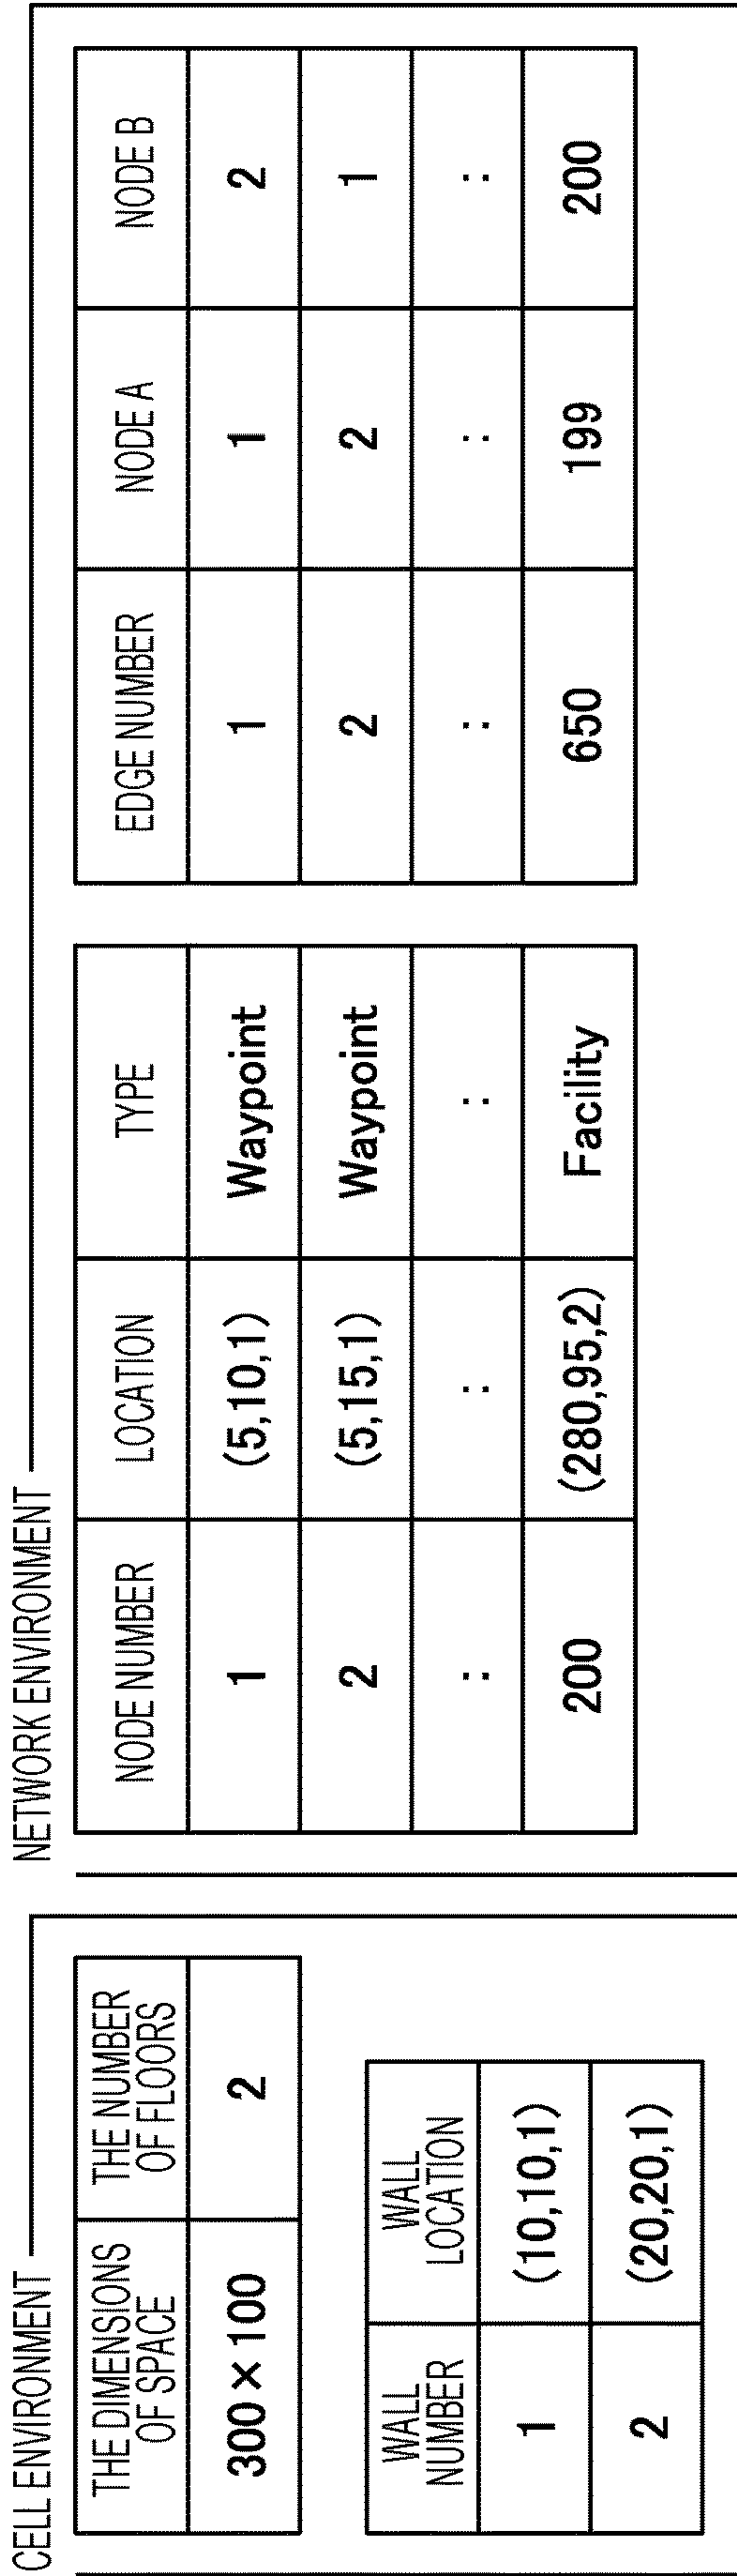 CELL ENVIRONMENT
THE DIMENSIONS
OF SPACE
THE NUMBER
OF FLOORS
300×100
2
WALL
NUMBER
WALL
LOCATION
1
(10,10,1)
2
(20,20,1)
NETWORK ENVIRONMENT
NODE NUMBER
LOCATION
TYPE
1
(5,10,1)
Waypoint
2
(5,15,1)
Waypoint
:
:
:
200
(280,95,2)
Facility
EDGE NUMBER
NODE A
NODE B
1
1
2
2
2
1
:
:
:
650
199
200